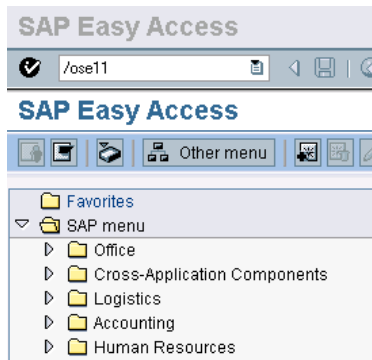 SAP Easy Access
/ose11
SAP Easy Access
Other menu
Favorites
SAP menu
Office
Cross-Application Components
Logistics
Accounting
Human Resources